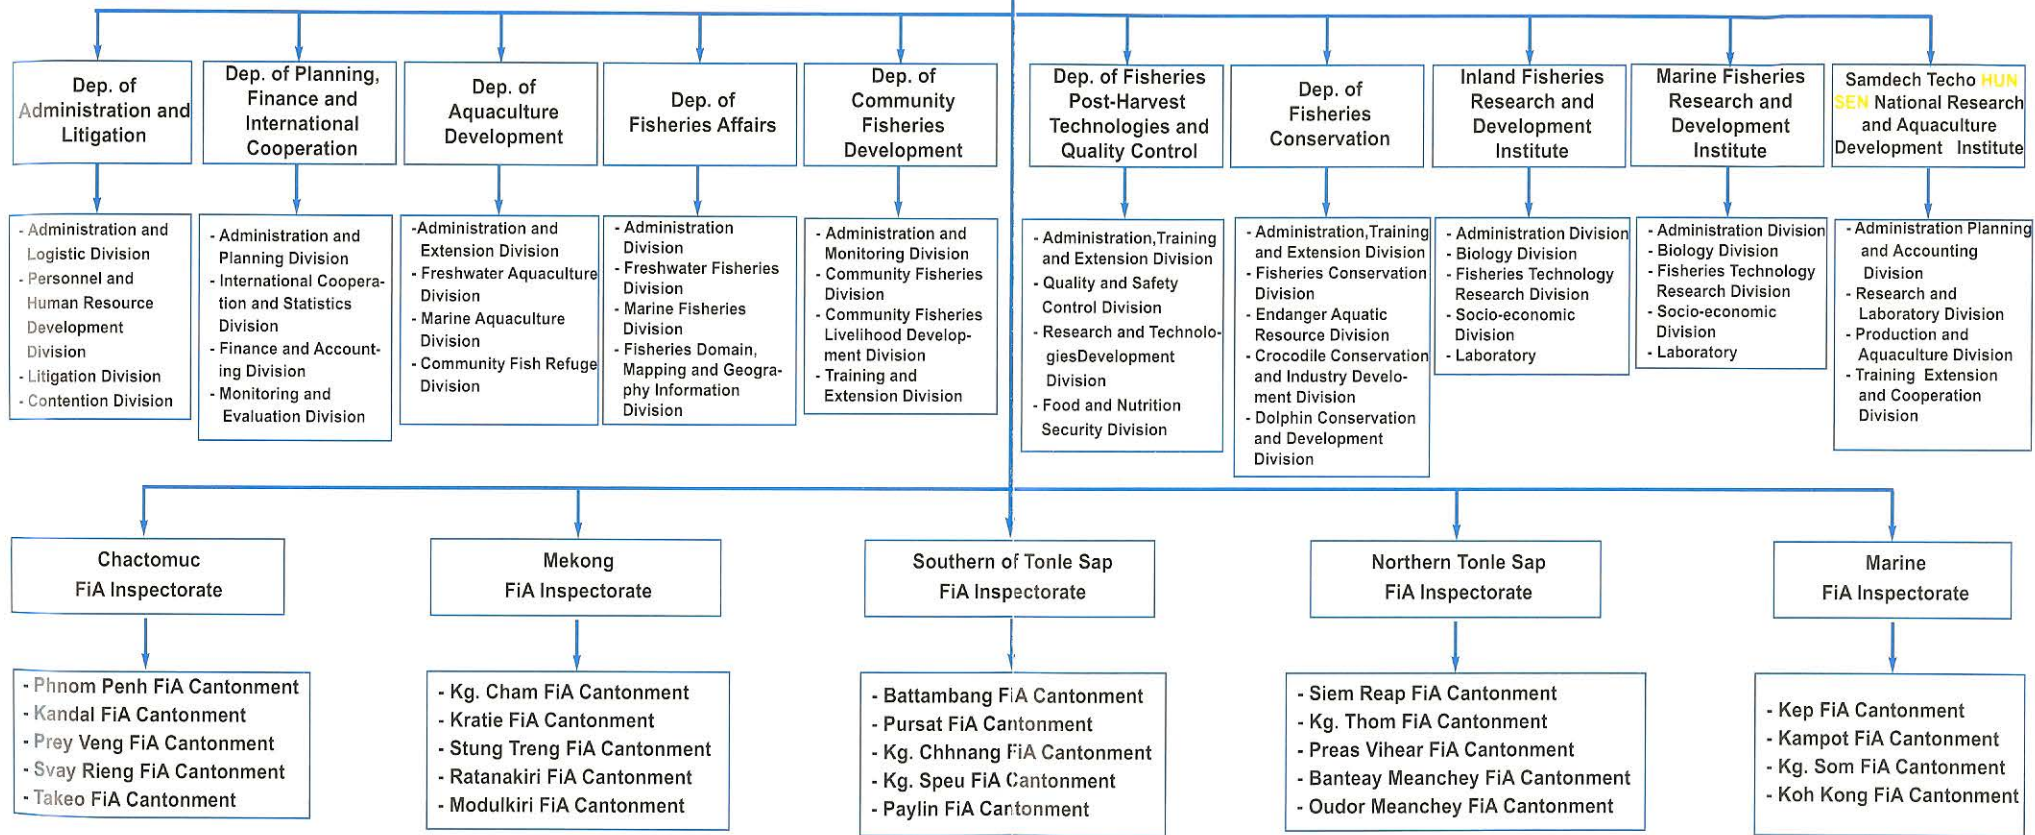 Dep. of
Administration and
Litigation
Dep. of Planning,
Finance and
International
Cooperation
Dep. of
Aquaculture
Development
Dep. of
Fisheries Affairs
Dep. of
Community
Fisheries
Development
Dep. of Fisheries
Post-Harvest
Technologies and
Quality Control
Dep. of
Fisheries
Conservation
Inland Fisheries
Research and
Development
Institute
Marine Fisheries
Research and
Development
Institute
Samdech Techo HUN
SEN National Research
and Aquaculture
Development Institute
- Administration and
Logistic Division
- Personnel and
Human Resource
Development
Division
- Litigation Division
- Contention Division
- Administration and
Planning Division
- International Coopera-
tion and Statistics
Division
- Finance and Account-
ing Division
- Monitoring and
Evaluation Division
-Administration and
Extension Division
- Freshwater Aquaculture
Division
- Marine Aquaculture
Division
- Community Fish Refuge
Division
- Administration
Division
- Freshwater Fisheries
Division
- Marine Fisheries
Division
- Fisheries Domain,
Mapping and Geogra-
phy Information
Division
- Administration and
Monitoring Division
- Community Fisheries
Division
- Community Fisheries
Livelihood Develop-
ment Division
- Training and
Extension Division
- Administration,Training
and Extension Division
- Quality and Safety
Control Division
- Research and Technolo-
giesDevelopment
Division
- Food and Nutrition
Security Division
- Administration,Training
and Extension Division
- Fisheries Conservation
Division
- Endanger Aquatic
Resource Division
- Crocodile Conservation
and Industry Develo-
ment Division
- Dolphin Conservation
and Development
Division
- Administration Division
- Biology Division
- Fisheries Technology
Research Division
- Socio-economic
Division
- Laboratory
- Administration Division
- Biology Division
- Fisheries Technology
Research Division
- Socio-economic
Division
- Laboratory
- Administration Planning
and Accounting
Division
- Research and
Laboratory Division
- Production and
Aquaculture Division
- Training Extension
and Cooperation
Division
Chactomuc
FiA Inspectorate
Mekong
FiA Inspectorate
Southern of Tonle Sap
FiA Inspectorate
Northern Tonle Sap
FiA Inspectorate
Marine
FiA Inspectorate
- Phnom Penh FiA Cantonment
- Kandal FiA Cantonment
- Prey Veng FiA Cantonment
- Svay Rieng FiA Cantonment
- Takeo FiA Cantonment
- Kg. Cham FiA Cantonment
- Kratie FiA Cantonment
- Stung Treng FiA Cantonment
- Ratanakiri FiA Cantonment
- Modulkiri FiA Cantonment
- Battambang FiA Cantonment
- Pursat FiA Cantonment
- Kg. Chhnang FiA Cantonment
- Kg. Speu FiA Cantonment
- Paylin FiA Cantonment
- Siem Reap FiA Cantonment
- Kg. Thom FiA Cantonment
- Preas Vihear FiA Cantonment
- Banteay Meanchey FiA Cantonment
- Oudor Meanchey FiA Cantonment
- Kep FiA Cantonment
- Kampot FiA Cantonment
- Kg. Som FiA Cantonment
- Koh Kong FiA Cantonment